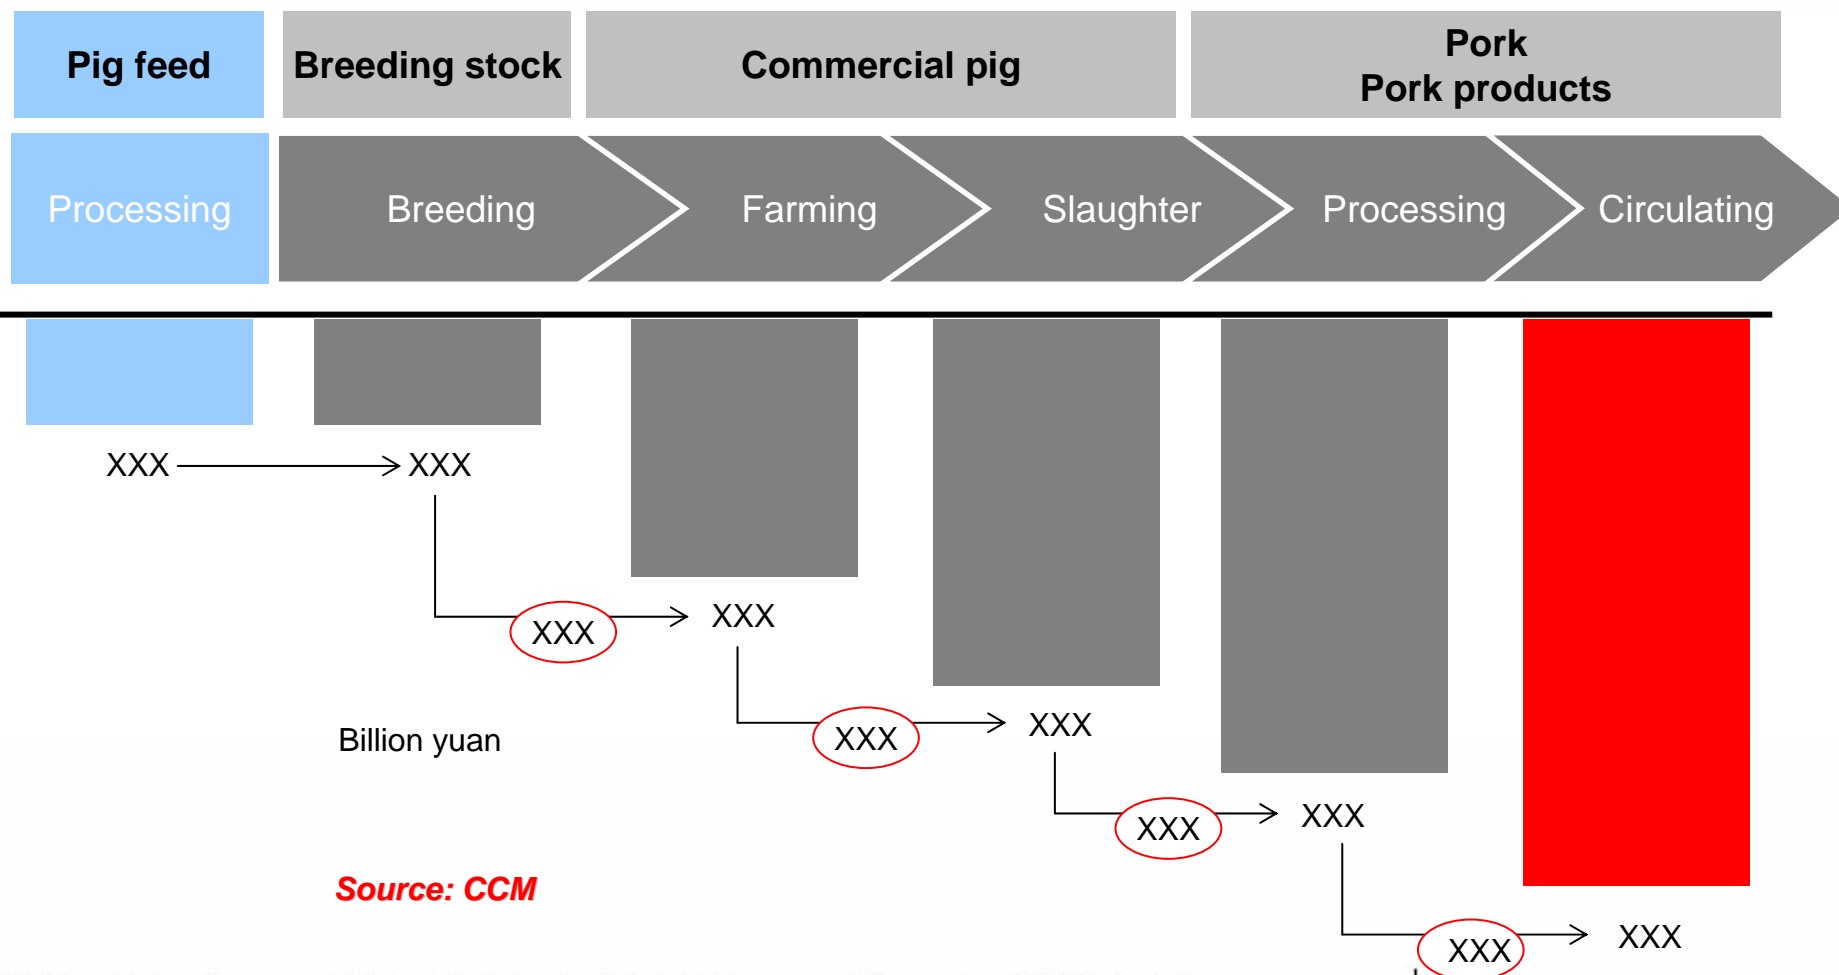 Pig feed
Breeding stock
Commercial pig
Pork
Pork products
Processing
Breeding
Farming
Slaughter
Processing
Circulating
XXX
XXX
XXX
XXX
XXX
XXX
Billion yuan
XXX
XXX
Source: CCM
XXX
XXX